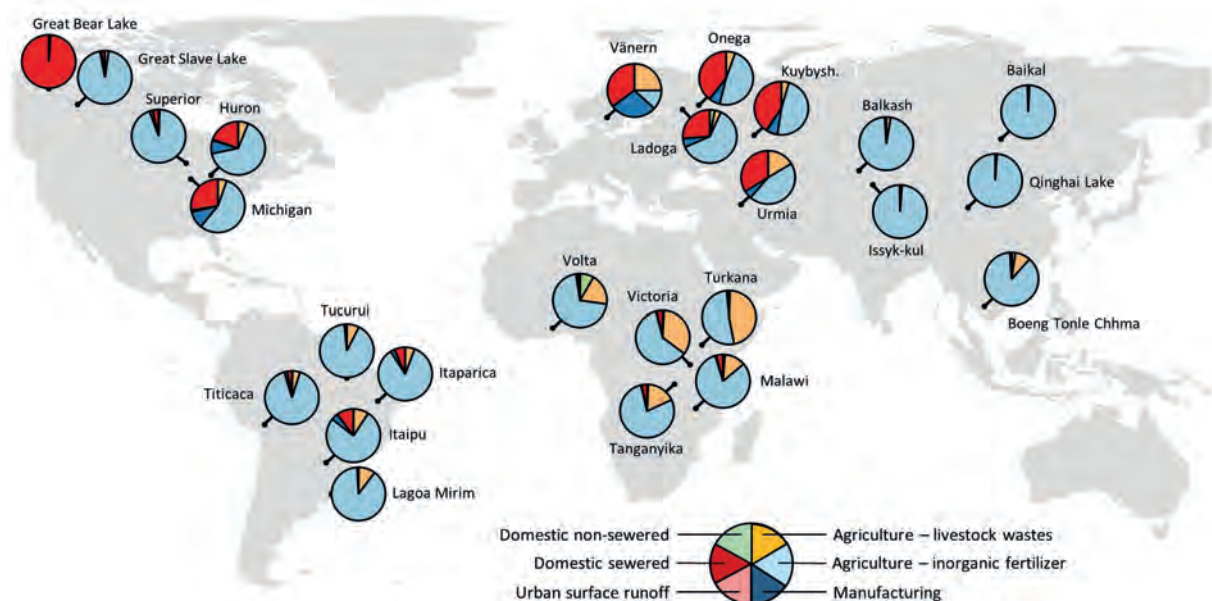 Great Bear Lake
Great Slave Lake
Superior
Huron
Michigan
Vänern
Onega
Kuybysh.
Ladoga
Urmia
Balkash
Baikal
Qinghai Lake
Issyk-kul
Boeng Tonle Chhma
Volta
Victoria
Turkana
Malawi
Tanganyika
Tucurui
Itaparica
Titicaca
Itaipu
Lagoa Mirim
Domestic non-sewered
Agriculture – livestock wastes
Domestic sewered
Agriculture – inorganic fertilizer
Urban surface runoff
Manufacturing